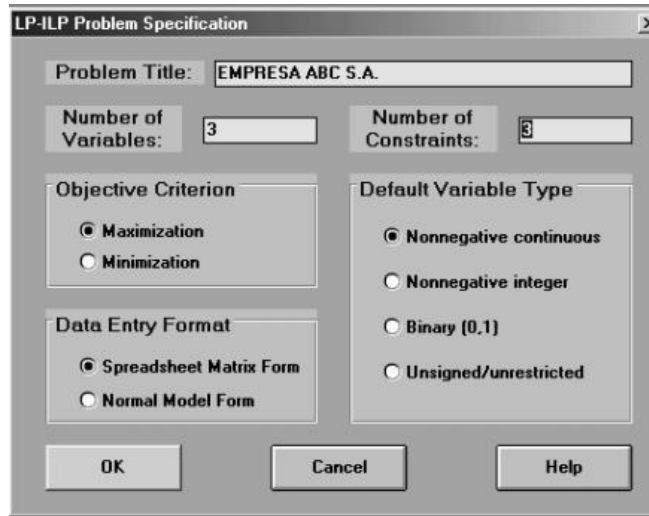 LP-ILP Problem Specification
Problem Title: EMPRESA ABC S.A.
Number of Variables: 3
Number of Constraints: 3
Objective Criterion
Maximization
Minimization
Default Variable Type
Nonnegative continuous
Nonnegative integer
Binary (0,1)
Unsigned/unrestricted
Data Entry Format
Spreadsheet Matrix Form
Normal Model Form
OK
Cancel
Help